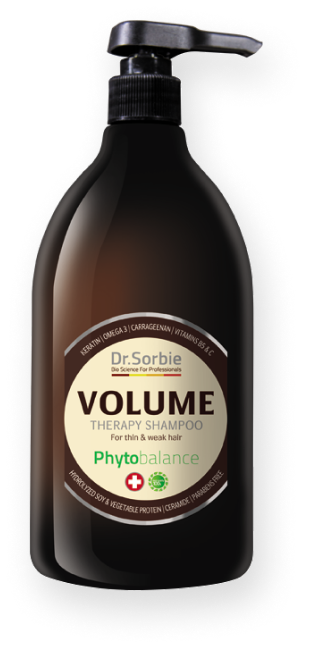 KERATIN | OMEGA 3 | CARRAGEENAN | VITAMINS B5 & C
Dr.Sorbie
Bio Science For Professionals
VOLUME
THERAPY SHAMPOO
For thin & weak hair
Phytobalance
HYDROLYZED SOY & VEGETABLE PROTEIN | CERAMIDE | PARABENS FREE